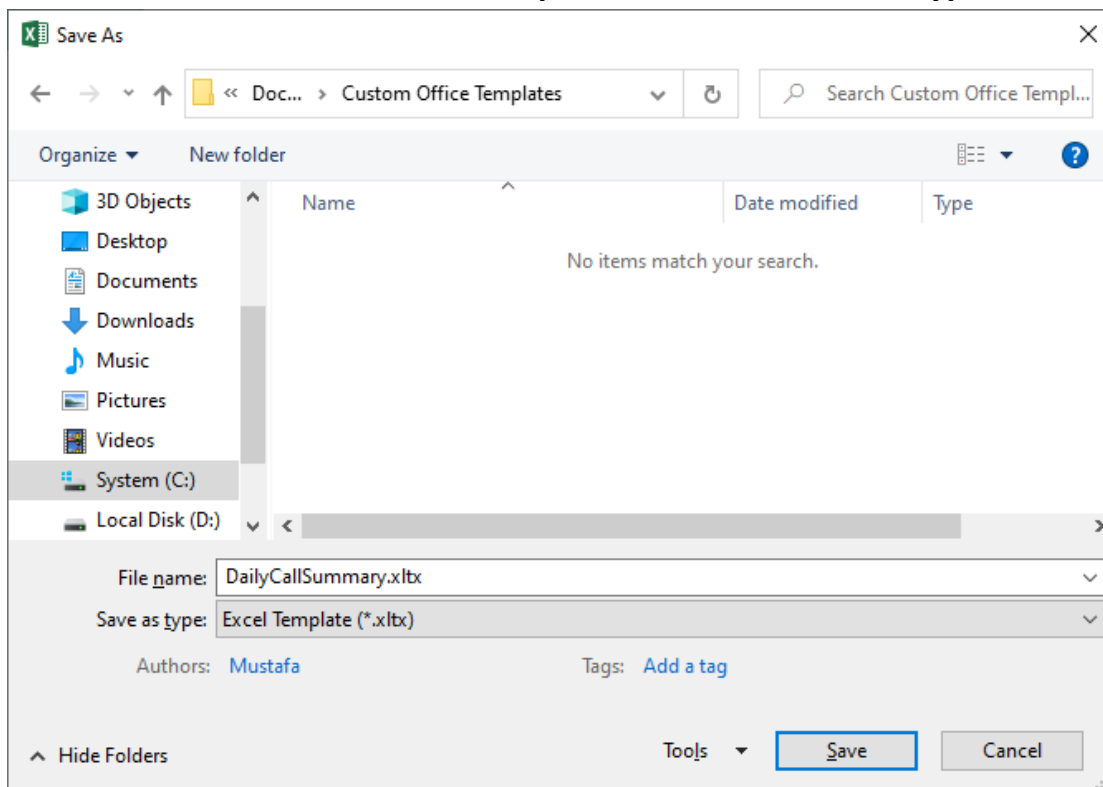 Save As
« Doc... › Custom Office Templates
Search Custom Office Templ...
Organize
New folder
?
3D Objects
Desktop
Documents
Downloads
Music
Pictures
Videos
System (C:)
Local Disk (D:)
Name
Date modified
Type
No items match your search.
File name: DailyCallSummary.xltx
Save as type: Excel Template (*.xltx)
Authors: Mustafa
Tags: Add a tag
Hide Folders
Tools
Save
Cancel